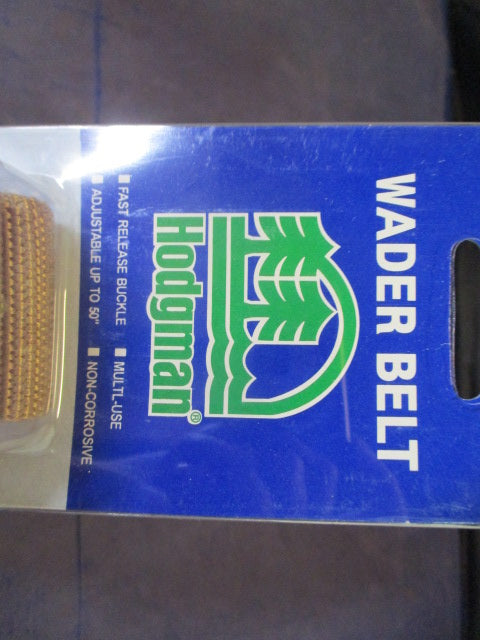 WADER BELT
Hodgman®
■ FAST RELEASE BUCKLE ■ MULTI-USE
■ ADJUSTABLE UP TO 50" ■ NON-CORROSIVE